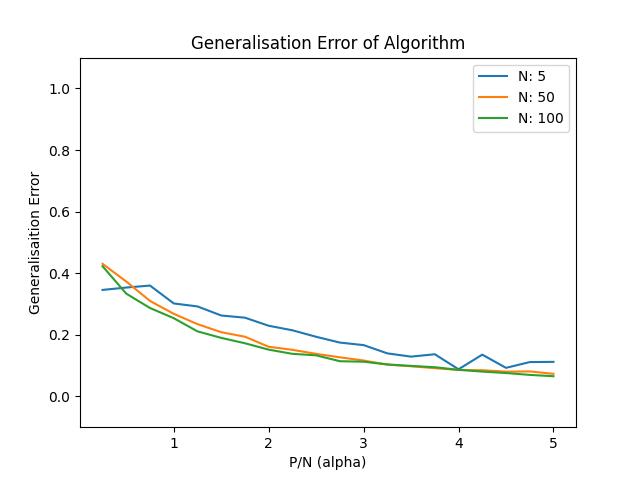 Generalisation Error of Algorithm
N: 5
N: 50
N: 100
Generalisaition Error
1.0
0.8
0.6
0.4
0.2
0.0
1 2 3 4 5
P/N (alpha)